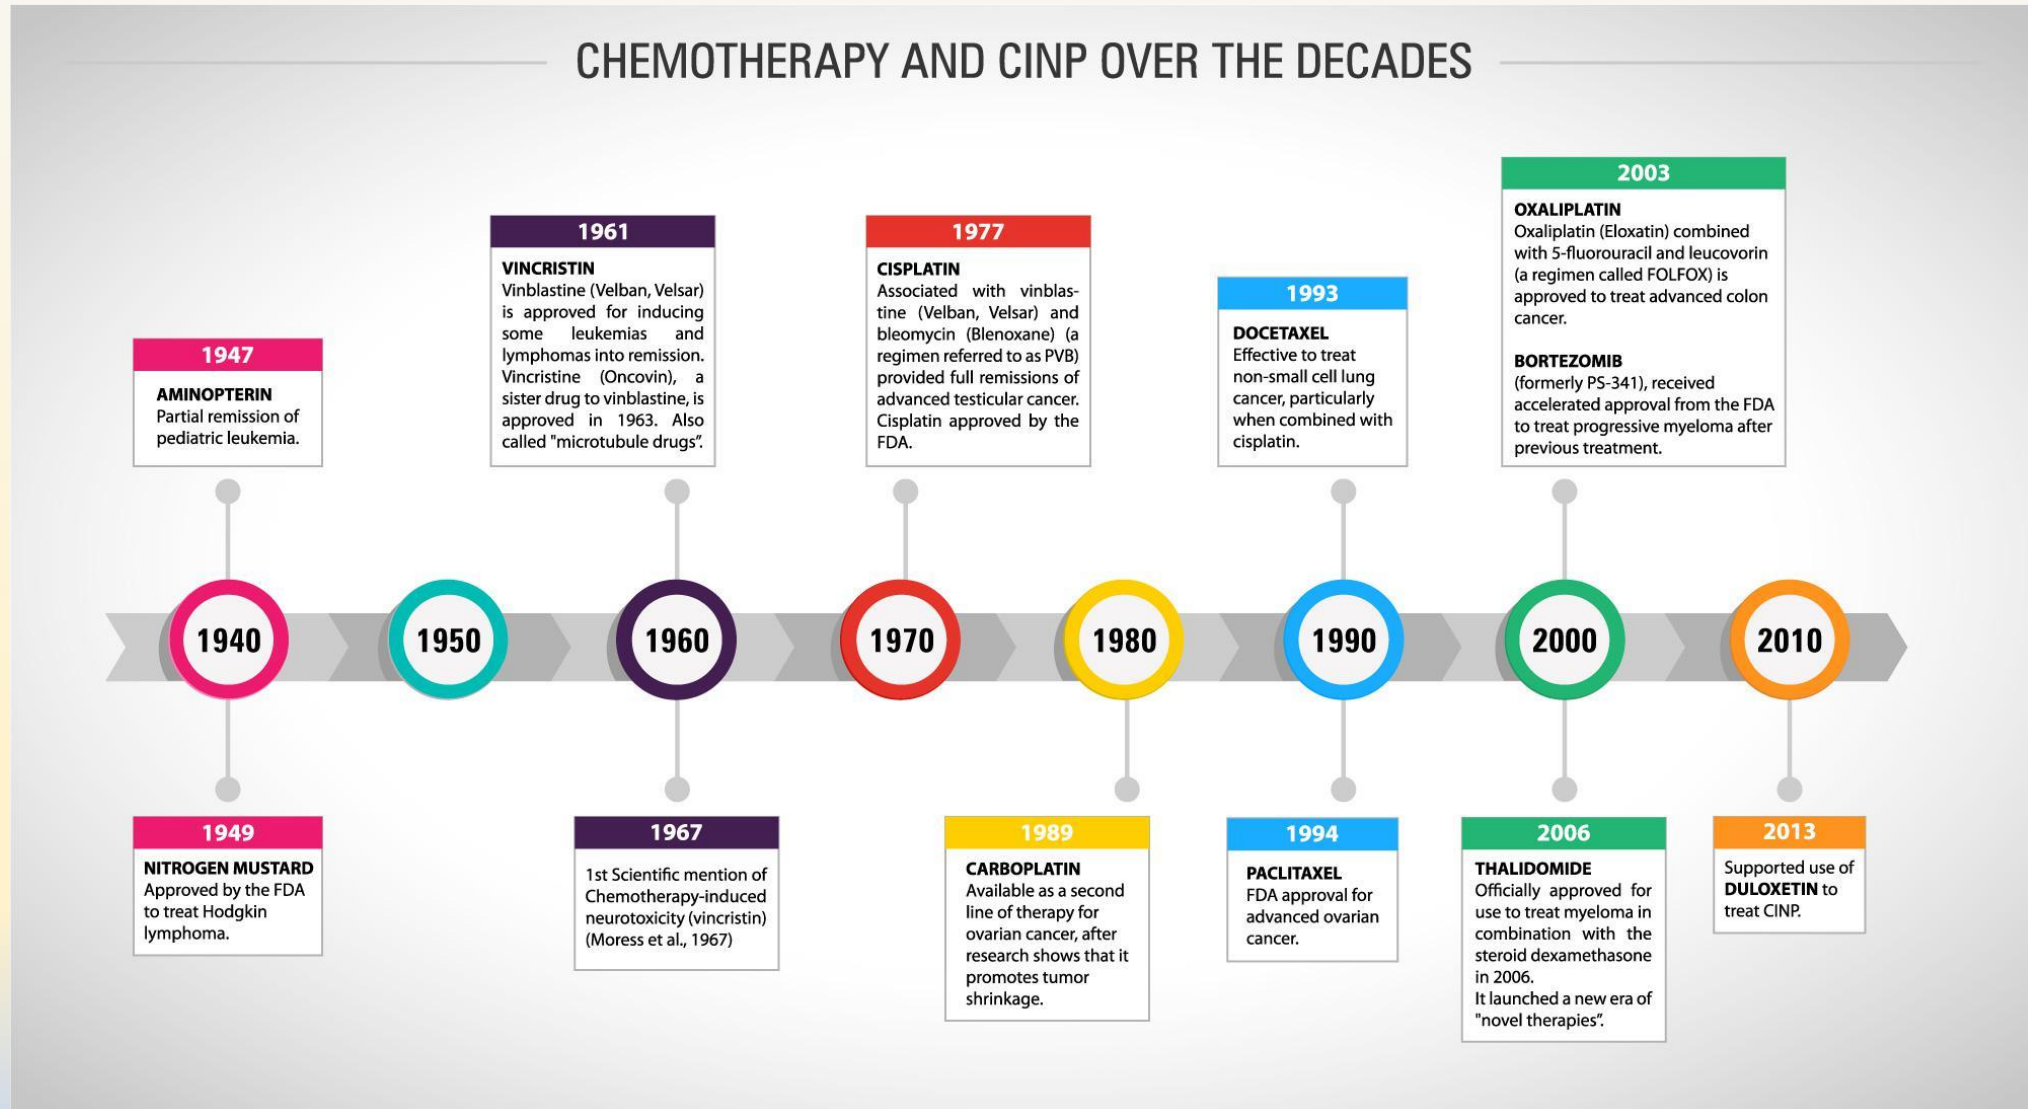 CHEMOTHERAPY AND CINP OVER THE DECADES
1947
AMINOPTERIN
Partial remission of
pediatric leukemia.
1961
VINCRISTIN
Vinblastine (Velban, Velsar)
is approved for inducing
some leukemias and
lymphomas into remission.
Vincristine (Oncovin), a
sister drug to vinblastine, is
approved in 1963. Also
called "microtubule drugs".
1977
CISPLATIN
Associated with vinblas-
tine (Velban, Velsar) and
bleomycin (Blenoxane) (a
regimen referred to as PVB)
provided full remissions of
advanced testicular cancer.
Cisplatin approved by the
FDA.
1993
DOCETAXEL
Effective to treat
non-small cell lung
cancer, particularly
when combined with
cisplatin.
2003
OXALIPLATIN
Oxaliplatin (Eloxatin) combined
with 5-fluorouracil and leucovorin
(a regimen called FOLFOX) is
approved to treat advanced colon
cancer.
BORTEZOMIB
(formerly PS-341), received
accelerated approval from the FDA
to treat progressive myeloma after
previous treatment.
1940
1950
1960
1970
1980
1990
2000
2010
1949
NITROGEN MUSTARD
Approved by the FDA
to treat Hodgkin
lymphoma.
1967
1st Scientific mention of
Chemotherapy-induced
neurotoxicity (vincristin)
(Moress et al., 1967)
1989
CARBOPLATIN
Available as a second
line of therapy for
ovarian cancer, after
research shows that it
promotes tumor
shrinkage.
1994
PACLITAXEL
FDA approval for
advanced ovarian
cancer.
2006
THALIDOMIDE
Officially approved for
use to treat myeloma in
combination with the
steroid dexamethasone
in 2006.
It launched a new era of
"novel therapies".
2013
Supported use of
DULOXETIN to
treat CINP.